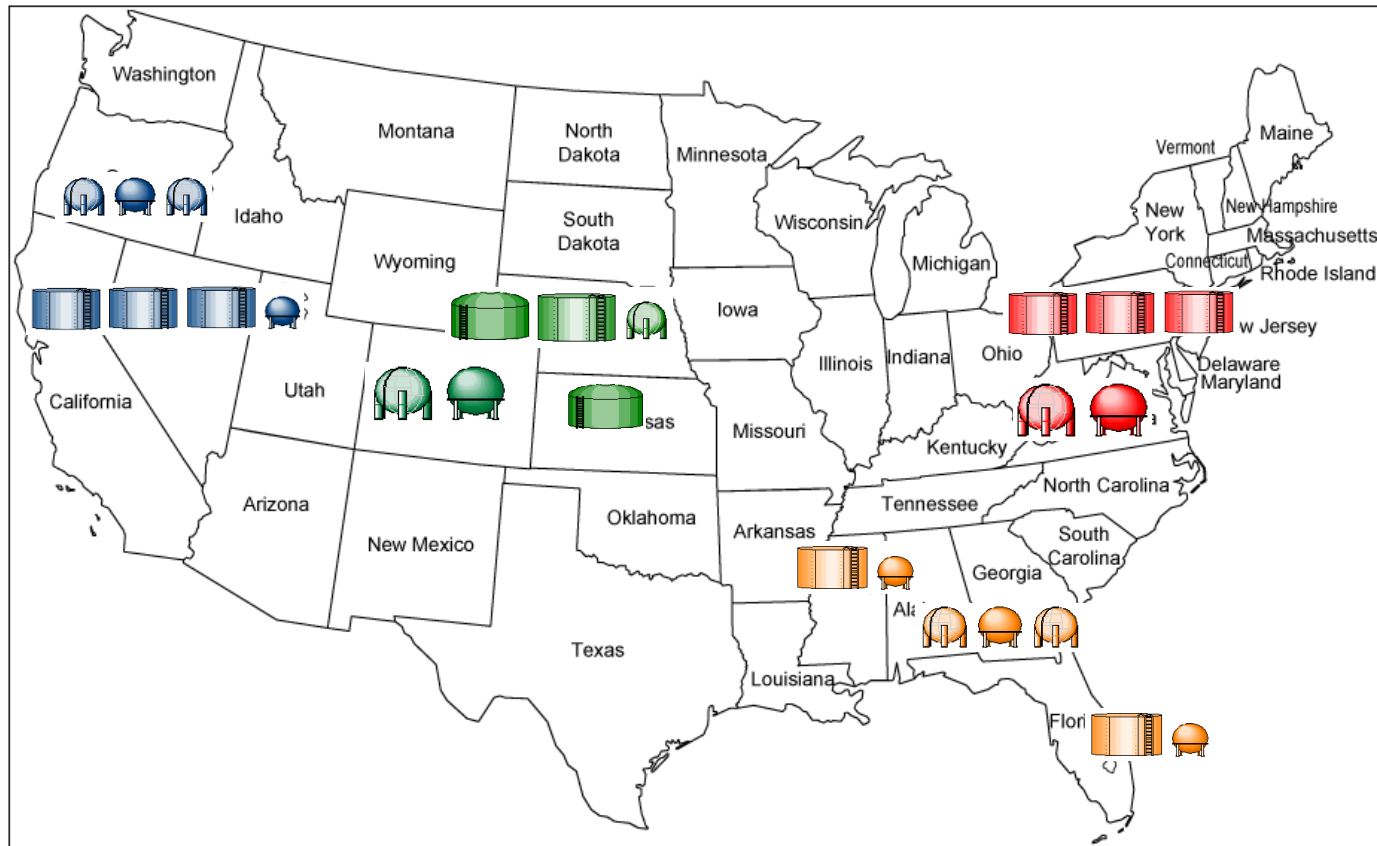 Washington
Montana
North
Dakota
Minnesota
Maine
Vermont
Idaho
South
Dakota
Wisconsin
New
York
New Hampshire
Massachusetts
Wyoming
Michigan
Connecticut
Rhode Island
Iowa
w Jersey
Illinois
Indiana
Ohio
Delaware
Maryland
Utah
California
sas
Missouri
Kentucky
a
North Carolina
Arizona
Oklahoma
Arkansas
Tennessee
New Mexico
South
Carolina
Georgia
Ala
Texas
Louisiana
Flori